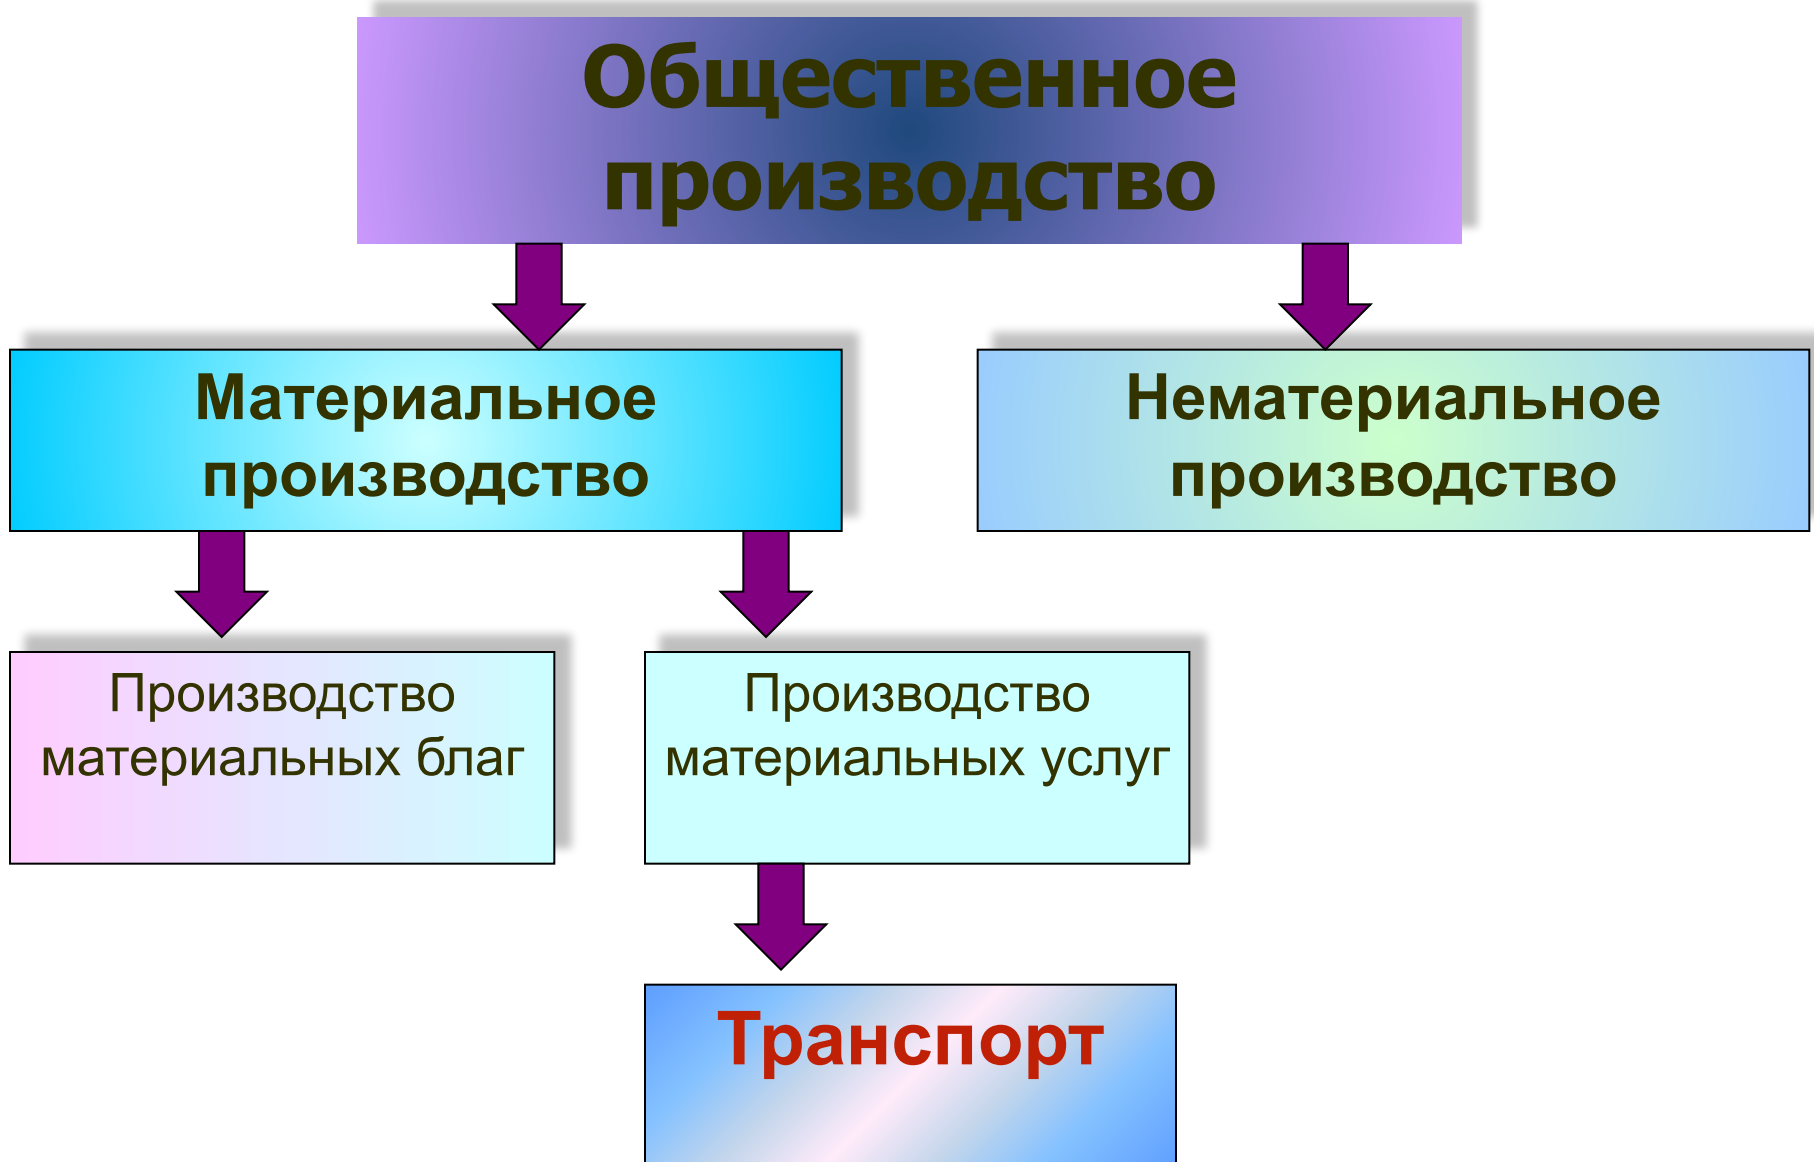 Общественное
производство
Материальное
производство
Нематериальное
производство
Производство
материальных благ
Производство
материальных услуг
Транспорт